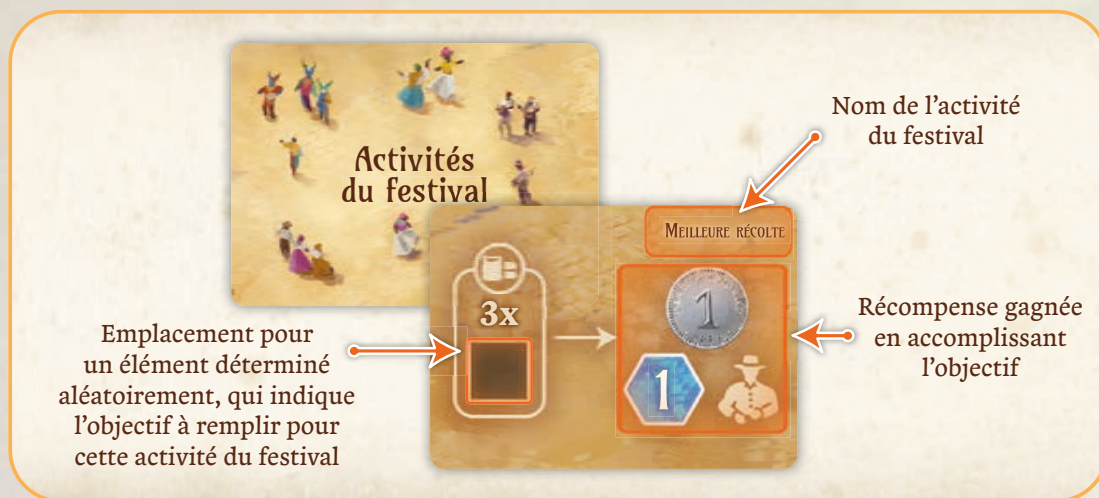 Activités
du festival
Nom de l’activité
du festival
MEILLEURE RÉCOLTE
3x
1
1
Récompense gagnée
en accomplissant
l’objectif
Emplacement pour
un élément déterminé
aléatoirement, qui indique
l’objectif à remplir pour
cette activité du festival